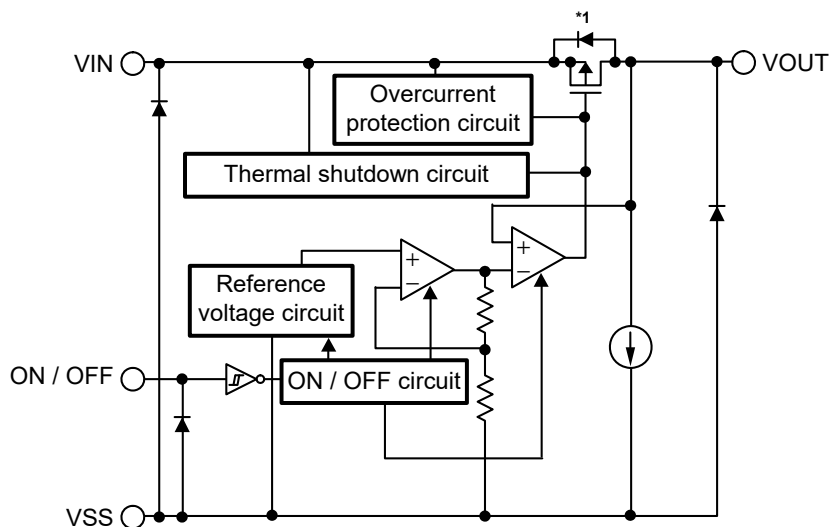 *1
VIN
VOUT
Overcurrent
protection circuit
Thermal shutdown circuit
+
−
+
−
Reference
voltage circuit
ON / OFF
ON / OFF circuit
VSS